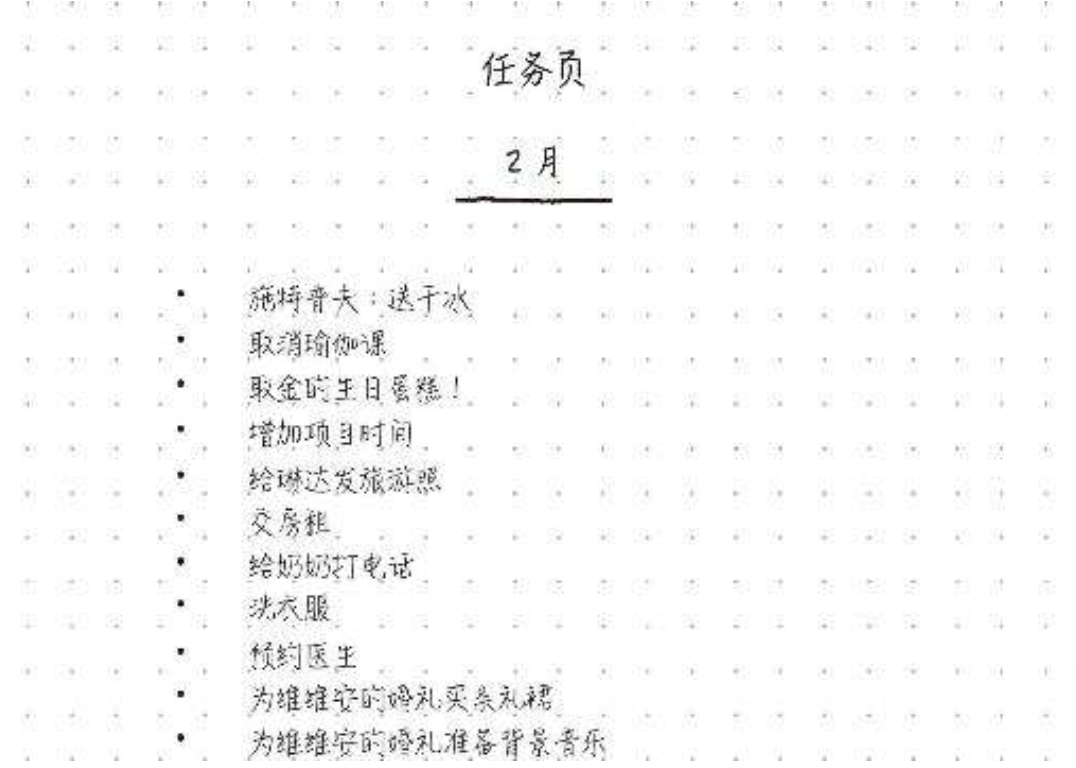 任务页
2月
• 施特普夫：送干冰
• 取消瑜伽课
• 取金的生日蛋糕！
• 增加项目时间
• 给琳达发旅游照
• 交房租
• 给奶奶打电话
• 洗衣服
• 预约医生
• 为维维安的婚礼买条礼裙
• 为维维安的婚礼准备背景音乐